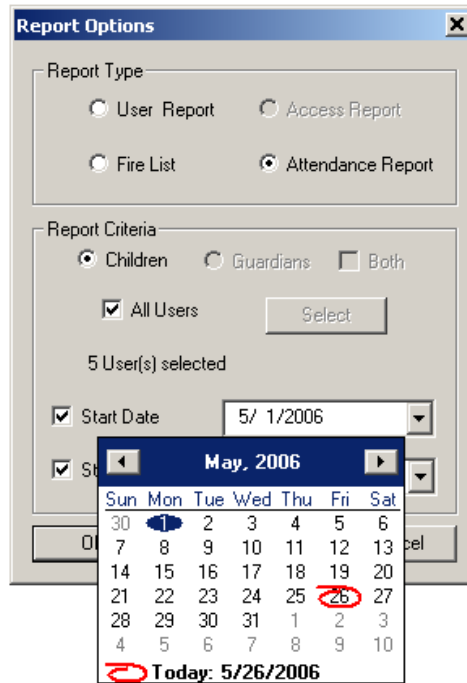 Report Options
Report Type
User Report Access Report
Fire List Attendance Report
Report Criteria
Children Guardians Both
All Users Select
5 User(s) selected
Start Date 5/ 1/2006
May, 2006
Sun Mon Tue Wed Thu Fri Sat
30 1 2 3 4 5 6
7 8 9 10 11 12 13
14 15 16 17 18 19 20
21 22 23 24 25 26 27
28 29 30 31 1 2 3
4 5 6 7 8 9 10
Today: 5/26/2006